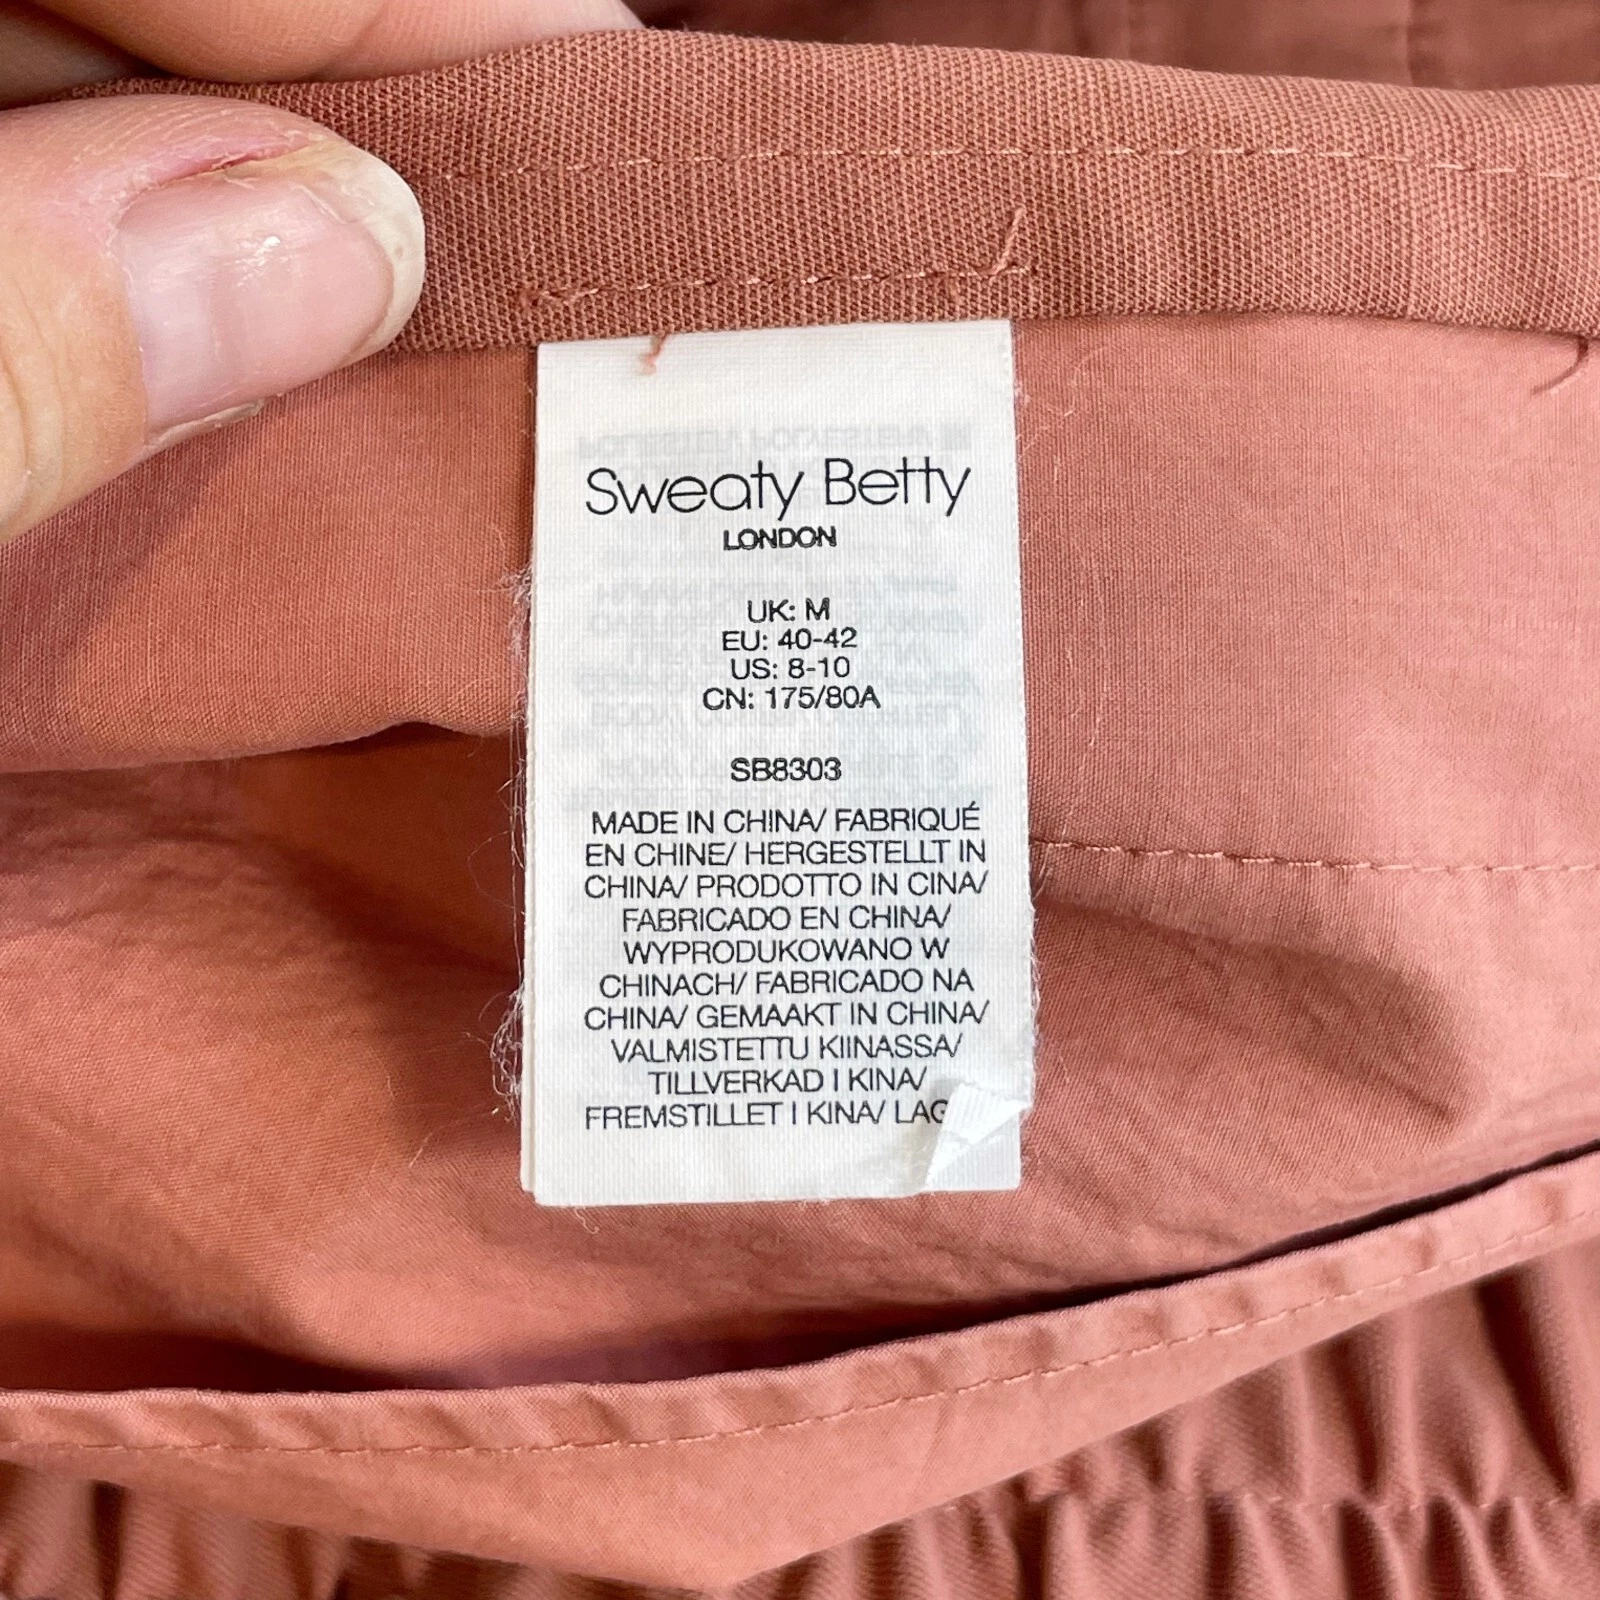 Sweaty Betty
LONDON
UK: M
EU: 40-42
US: 8-10
CN: 175/80A
SB8303
MADE IN CHINA/ FABRIQUÉ
EN CHINE/ HERGESTELLT IN
CHINA/ PRODOTTO IN CINA/
FABRICADO EN CHINA/
WYPRODUKOWANO W
CHINACH/ FABRICADO NA
CHINA/ GEMAAKT IN CHINA/
VALMISTETTU KIINASSA/
TILLVERKAD I KINA/
FREMSTILLET I KINA/